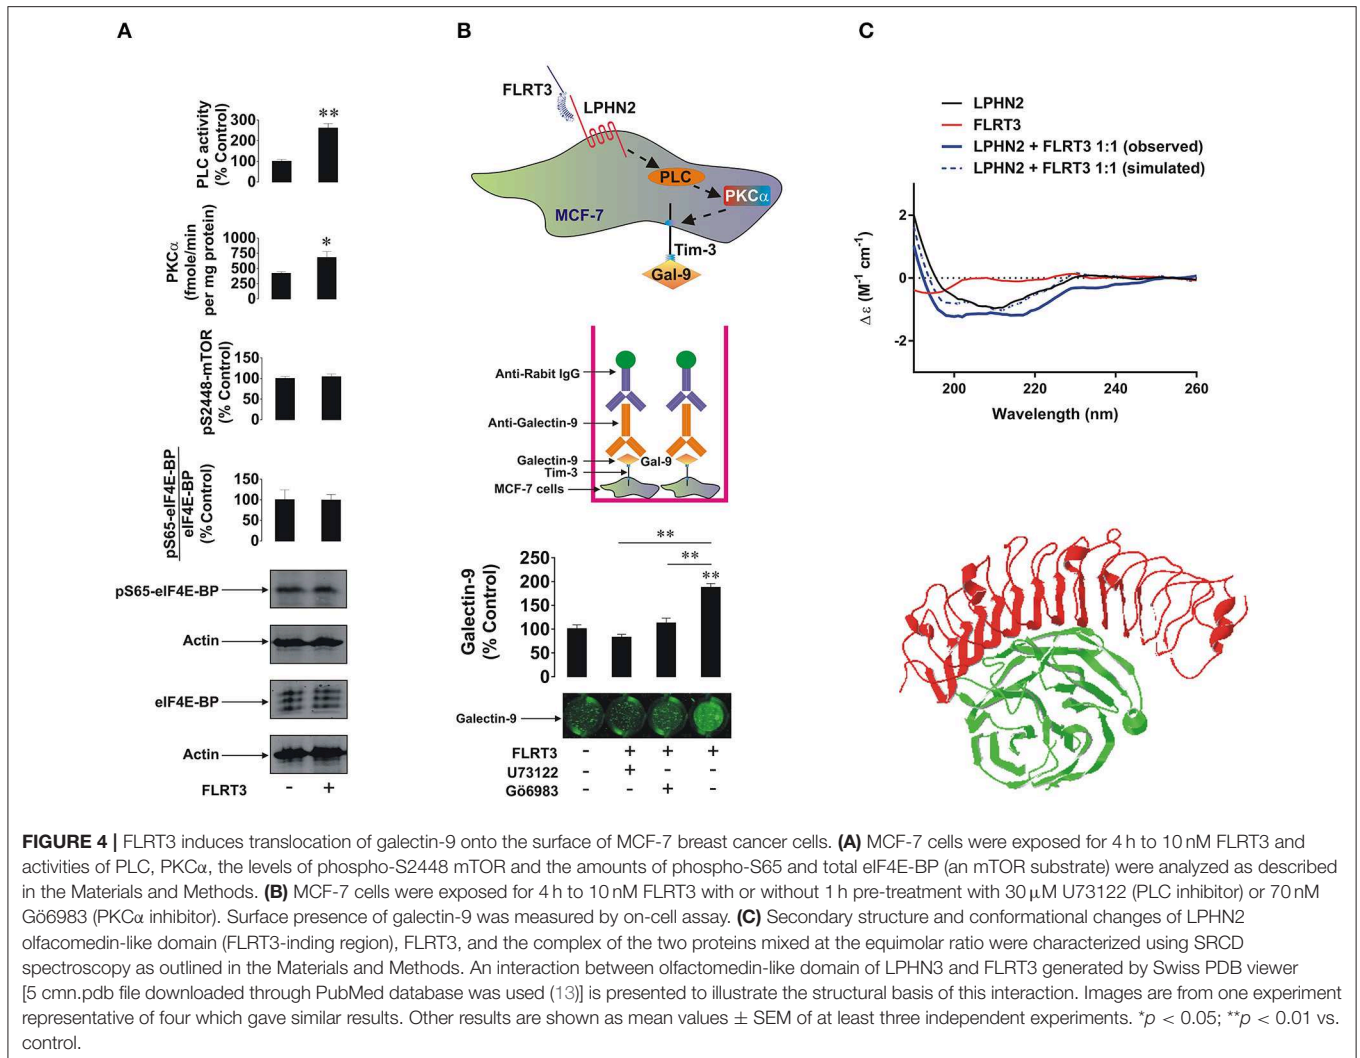 A
PLC activity
(% Control)
300
200
100
0
**
PKCα
(fmole/min
per mg protein)
1000
750
500
250
0
*
pS2448-mTOR
(% Control)
150
100
50
0
pS65-eIF4E-BP
eIF4E-BP
(% Control)
150
100
50
0
pS65-eIF4E-BP
Actin
eIF4E-BP
Actin
FLRT3 - +
B
FLRT3
LPHN2
PLC
PKCα
MCF-7
Tim-3
Gal-9
Anti-Rabit IgG
Anti-Galectin-9
Galectin-9 Gal-9
Tim-3
MCF-7 cells
Galectin-9
(% Control)
250
200
150
100
50
0
**
**
**
Galectin-9
FLRT3 - + + +
U73122 - + - -
Gö6983 - - + -
C
LPHN2
FLRT3
LPHN2 + FLRT3 1:1 (observed)
LPHN2 + FLRT3 1:1 (simulated)
Δ ε (M⁻¹ cm⁻¹)
2
0
-2
200 220 240 260
Wavelength (nm)
FIGURE 4 | FLRT3 induces translocation of galectin-9 onto the surface of MCF-7 breast cancer cells. (A) MCF-7 cells were exposed for 4 h to 10 nM FLRT3 and
activities of PLC, PKCα, the levels of phospho-S2448 mTOR and the amounts of phospho-S65 and total eIF4E-BP (an mTOR substrate) were analyzed as described
in the Materials and Methods. (B) MCF-7 cells were exposed for 4 h to 10 nM FLRT3 with or without 1 h pre-treatment with 30 μM U73122 (PLC inhibitor) or 70 nM
Gö6983 (PKCα inhibitor). Surface presence of galectin-9 was measured by on-cell assay. (C) Secondary structure and conformational changes of LPHN2
olfacomedin-like domain (FLRT3-inding region), FLRT3, and the complex of the two proteins mixed at the equimolar ratio were characterized using SRCD
spectroscopy as outlined in the Materials and Methods. An interaction between olfactomedin-like domain of LPHN3 and FLRT3 generated by Swiss PDB viewer
[5 cmn.pdb file downloaded through PubMed database was used (13)] is presented to illustrate the structural basis of this interaction. Images are from one experiment
representative of four which gave similar results. Other results are shown as mean values ± SEM of at least three independent experiments. *p < 0.05; **p < 0.01 vs.
control.